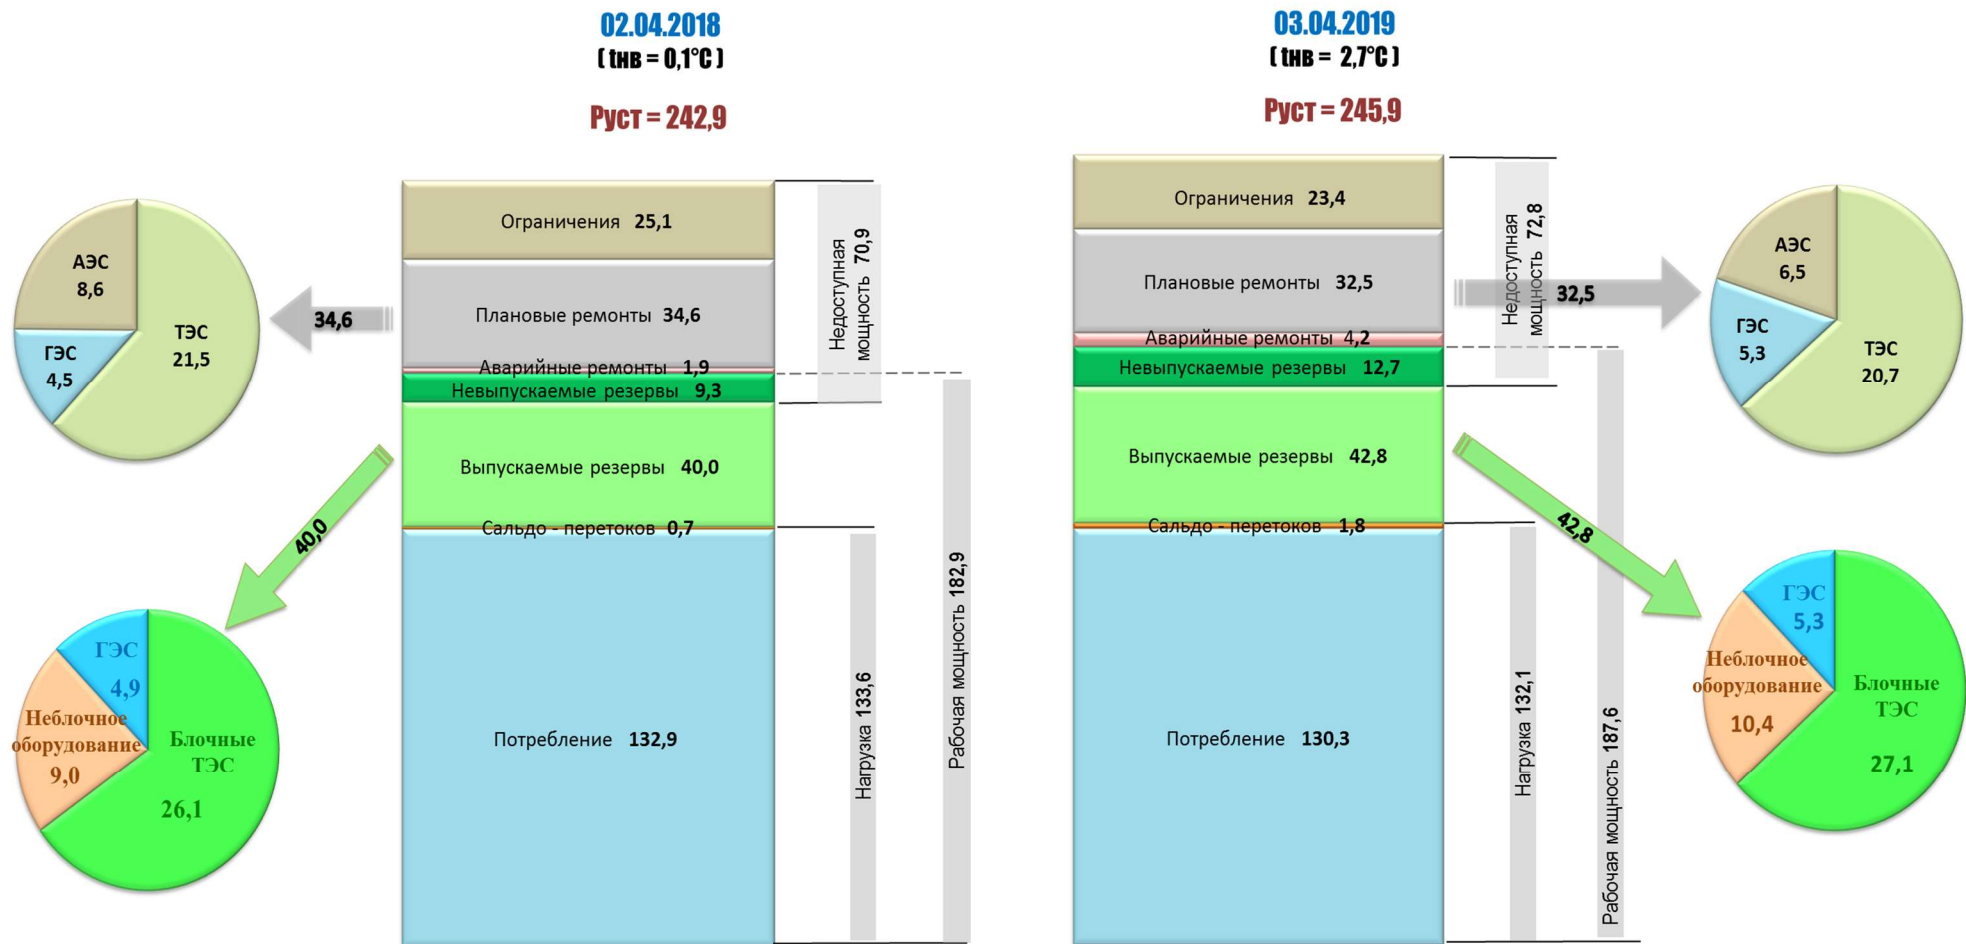 02.04.2018
( tнв = 0,1°C )
Руст = 242,9
АЭС
8,6
ГЭС
4,5
ТЭС
21,5
34,6
Ограничения 25,1
Плановые ремонты 34,6
Аварийные ремонты 1,9
Невыпускаемые резервы 9,3
Выпускаемые резервы 40,0
Сальдо - перетоков 0,7
Потребление 132,9
Недоступная
мощность 70,9
Нагрузка 133,6
Рабочая мощность 182,9
40,0
ГЭС
4,9
Неблочное
оборудование
9,0
Блочные
ТЭС
26,1
03.04.2019
( tнв = 2,7°C )
Руст = 245,9
Ограничения 23,4
Плановые ремонты 32,5
Аварийные ремонты 4,2
Невыпускаемые резервы 12,7
Выпускаемые резервы 42,8
Сальдо - перетоков 1,8
Потребление 130,3
Недоступная
мощность 72,8
Нагрузка 132,1
Рабочая мощность 187,6
32,5
АЭС
6,5
ГЭС
5,3
ТЭС
20,7
42,8
ГЭС
5,3
Неблочное
оборудование
10,4
Блочные
ТЭС
27,1